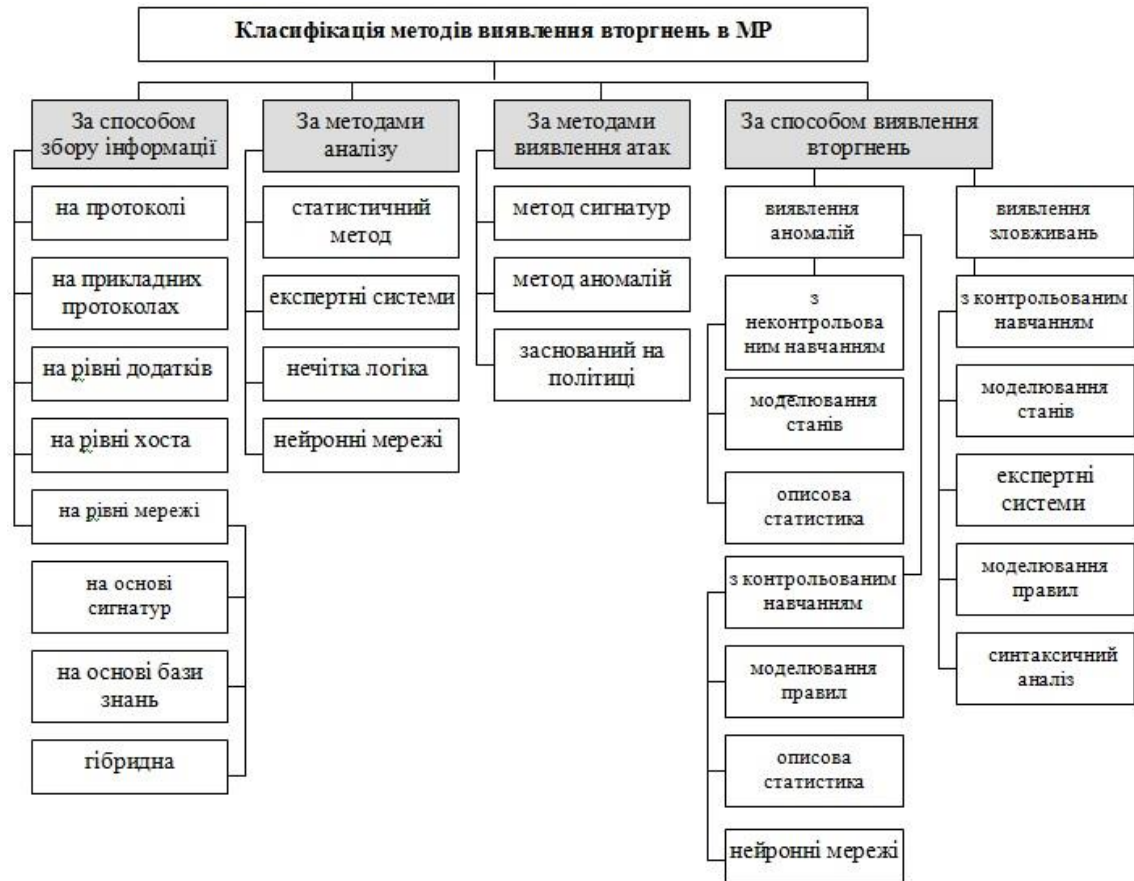 Класифікація методів виявлення вторгнень в МР
За способом
збору інформації
на протоколі
на прикладних
протоколах
на рівні додатків
на рівні хоста
на рівні мережі
на основі
сигнатур
на основі бази
знань
гібридна
За методами
аналізу
статистичний
метод
експертні системи
нечітка логіка
нейронні мережі
За методами
виявлення атак
метод сигнатур
метод аномалій
заснований на
політиці
За способом виявлення
вторгнень
виявлення
аномалій
з
неконтрольова
ним навчанням
моделювання
станів
описова
статистика
з контрольованим
навчанням
моделювання
правил
описова
статистика
нейронні мережі
виявлення
зловживань
з контрольованим
навчанням
моделювання
станів
експертні
системи
моделювання
правил
синтаксичний
аналіз